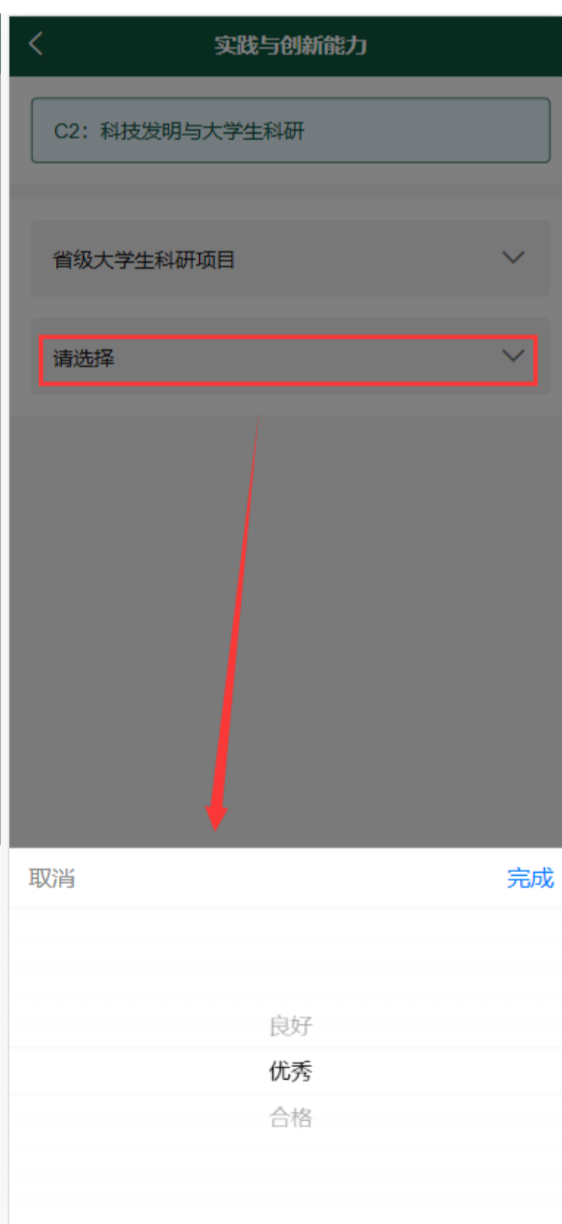 实践与创新能力
C2：科技发明与大学生科研
省级大学生科研项目
请选择
取消 完成
良好
优秀
合格